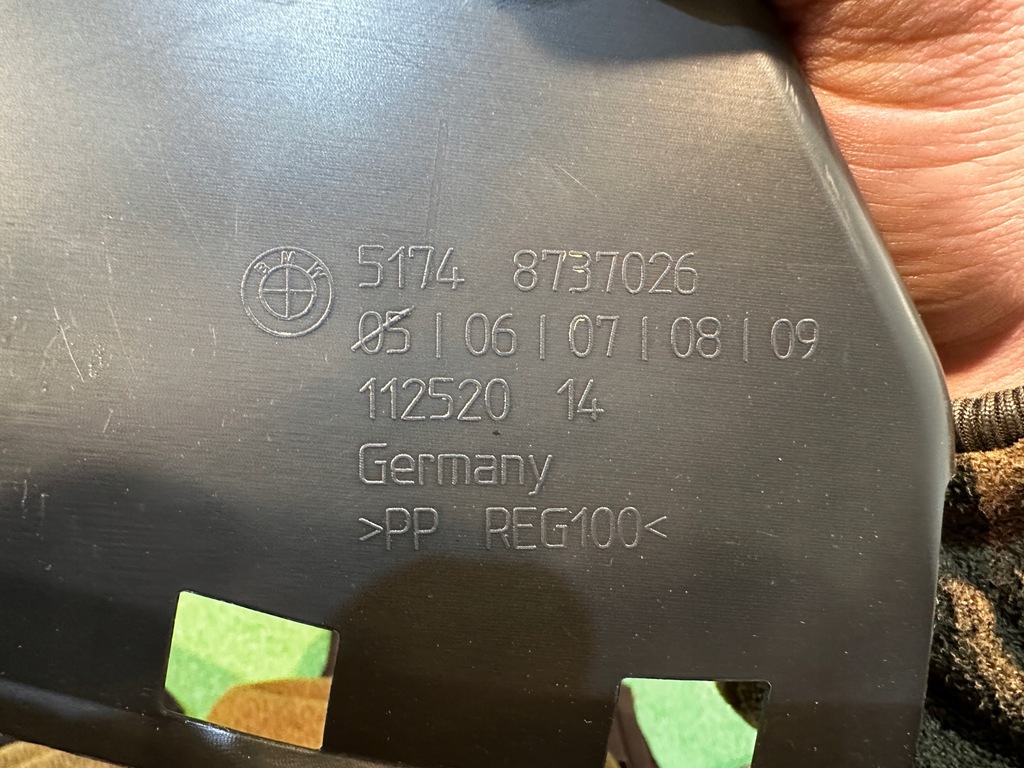 BMW
5174 8737026
05 | 06 | 07 | 08 | 09
112520 14
Germany
>PP REG100<